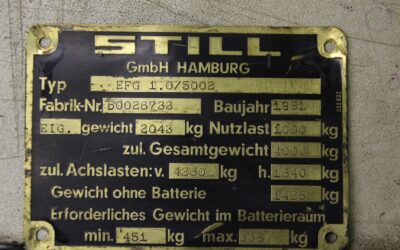 STILL
GmbH HAMBURG
Typ EFG 1.0/5002
Fabrik-Nr. Baujahr 1981
EIG. gewicht 2043 kg Nutzlast 1000 kg
zul. Gesamtgewicht kg
zul. Achslasten: v. kg h. 1340 kg
Gewicht ohne Batterie 1425 kg
Erforderliches Gewicht im Batterieraum
min. 451 kg max. kg